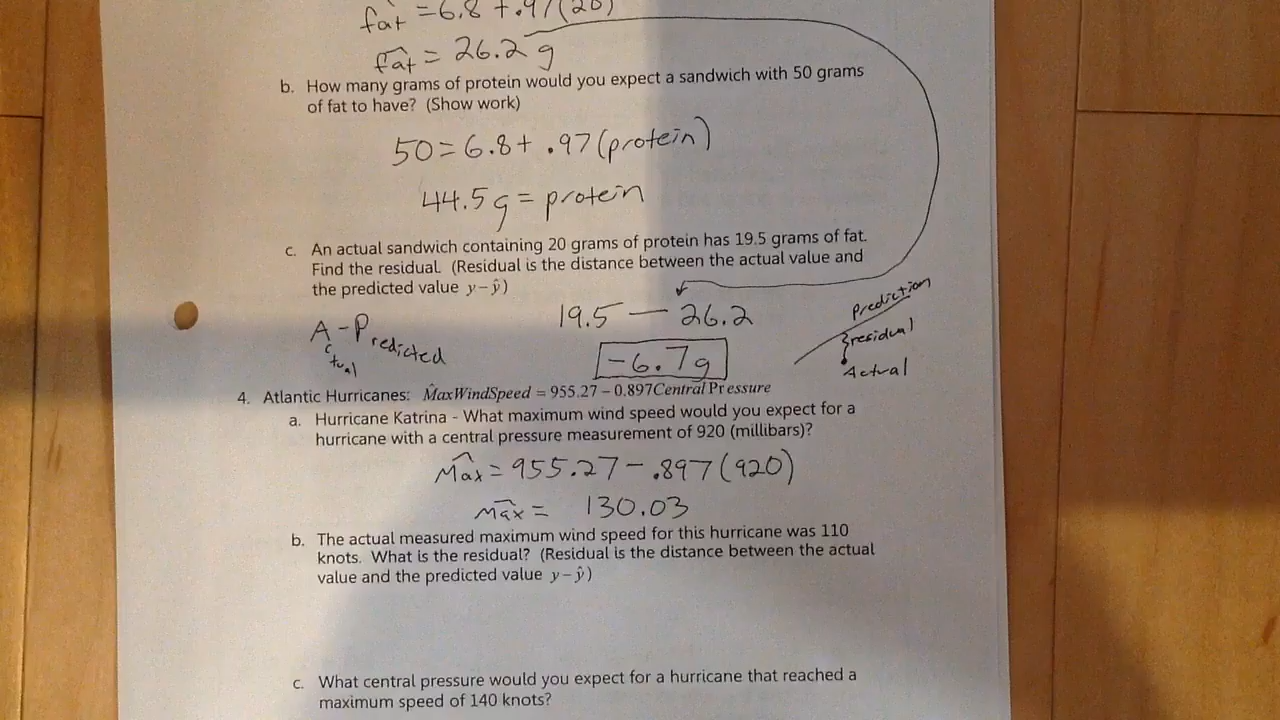 fat̂ = 6.8 + .97(20)
fat̂ = 26.2 g
b. How many grams of protein would you expect a sandwich with 50 grams
of fat to have? (Show work)
50 = 6.8 + .97 (protein)
44.5 g = protein
c. An actual sandwich containing 20 grams of protein has 19.5 grams of fat.
Find the residual. (Residual is the distance between the actual value and
the predicted value y − ŷ)
Actual - Predicted
19.5 — 26.2
-6.7g
Prediction
residual
Actual
4. Atlantic Hurricanes: M̂axWindSpeed = 955.27 − 0.897Central Pressure
a. Hurricane Katrina - What maximum wind speed would you expect for a
hurricane with a central pressure measurement of 920 (millibars)?
Max̂ = 955.27 - .897 (920)
max̂ = 130.03
b. The actual measured maximum wind speed for this hurricane was 110
knots. What is the residual? (Residual is the distance between the actual
value and the predicted value y − ŷ)
c. What central pressure would you expect for a hurricane that reached a
maximum speed of 140 knots?